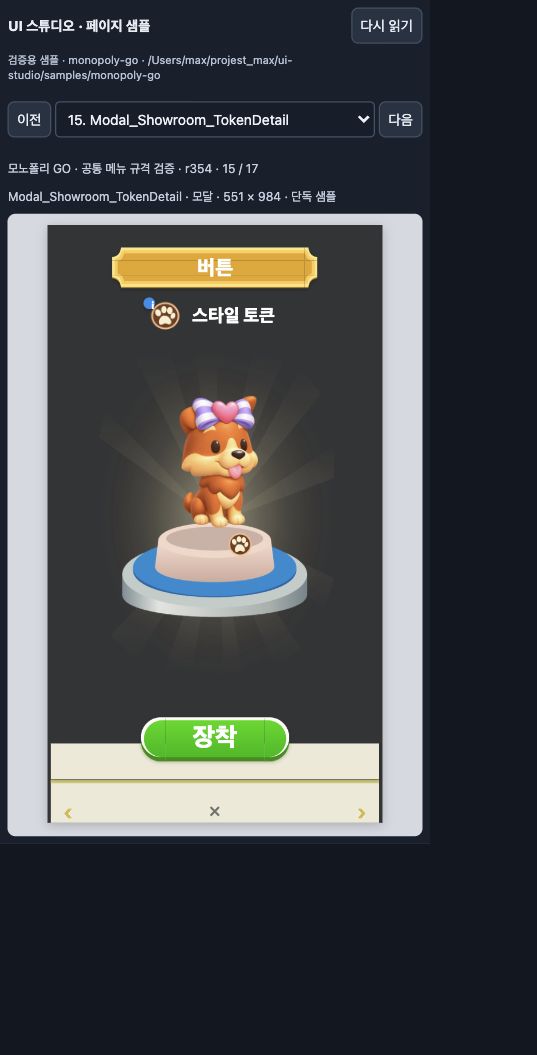 UI 스튜디오 · 페이지 샘플
다시 읽기
검증용 샘플 · monopoly-go · /Users/max/projest_max/ui-
studio/samples/monopoly-go
이전
15. Modal_Showroom_TokenDetail
다음
모노폴리 GO · 공통 메뉴 규격 검증 · r354 · 15 / 17
Modal_Showroom_TokenDetail · 모달 · 551 × 984 · 단독 샘플
버튼
i
스타일 토큰
장착
‹ × ›